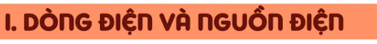 I. DÒNG ĐIỆN VÀ NGUỒN ĐIỆN